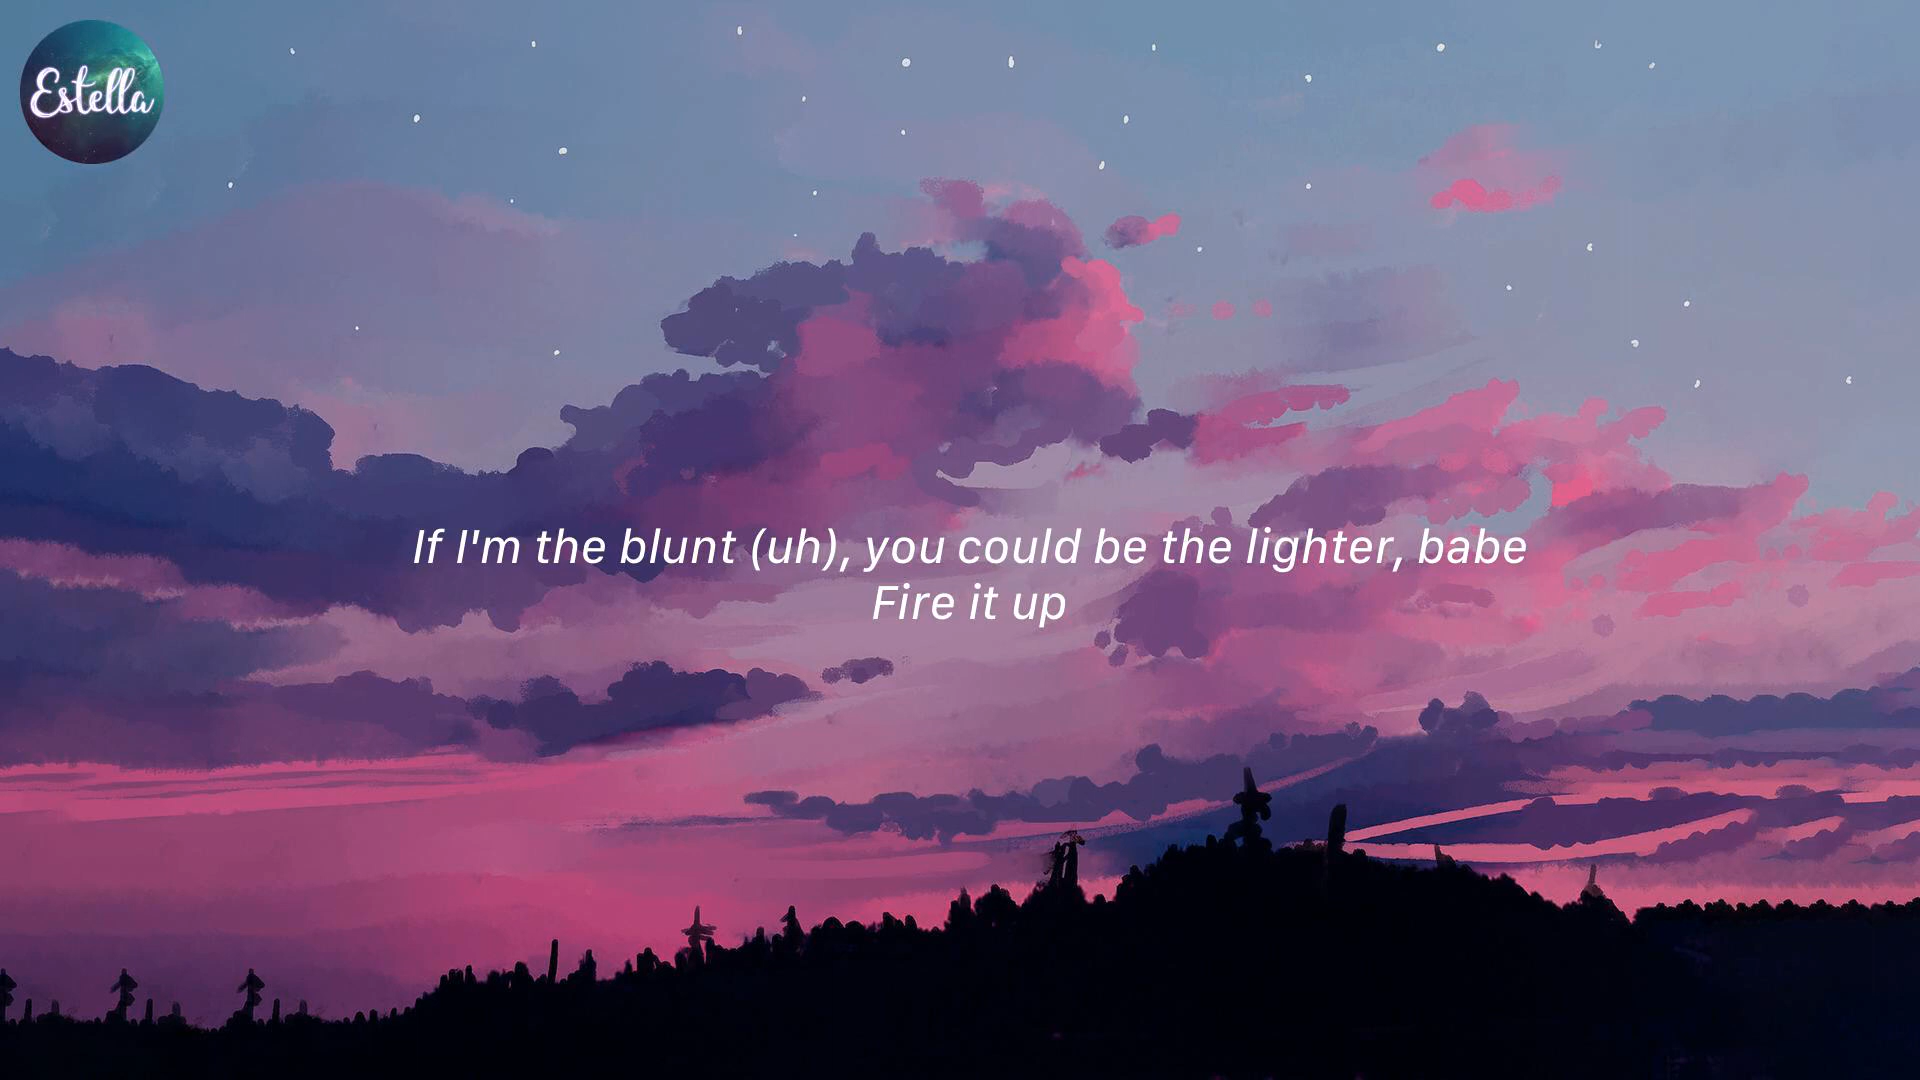 Estella
If I'm the blunt (uh), you could be the lighter, babe
Fire it up